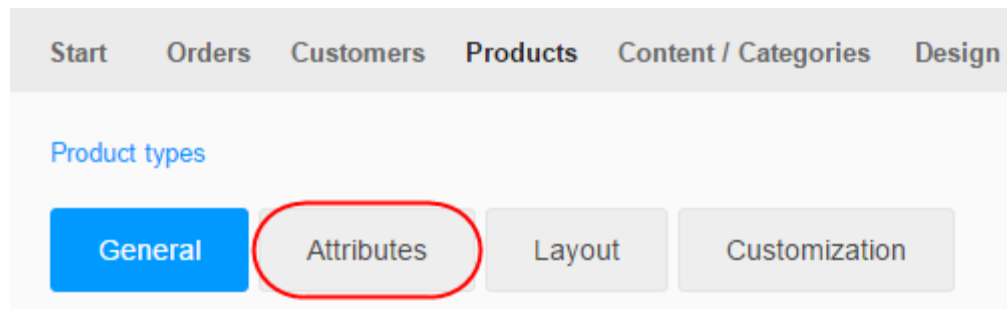 Start Orders Customers Products Content / Categories Design
Product types
General Attributes Layout Customization